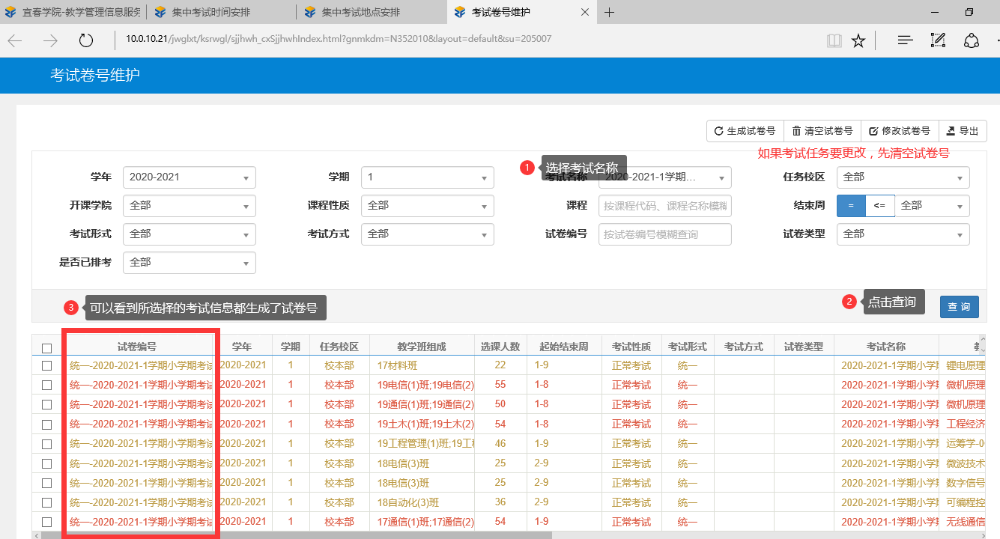 宜春学院-教学管理信息服务
集中考试时间安排
集中考试地点安排
考试卷号维护
10.0.10.21/jwglxt/ksrwgl/sjjhwh_cxSjjhwhIndex.html?gnmkdm=N352010&layout=default&su=205007
考试卷号维护
生成试卷号 清空试卷号 修改试卷号 导出
如果考试任务要更改，先清空试卷号
1 选择考试名称
学年 2020-2021 学期 1 考试名称 2020-2021-1学期... 任务校区 全部
开课学院 全部 课程性质 全部 课程 按课程代码、课程名称模糊 结束周 = <= 全部
考试形式 全部 考试方式 全部 试卷编号 按试卷编号模糊查询 试卷类型 全部
是否已排考 全部
3 可以看到所选择的考试信息都生成了试卷号
2 点击查询
查 询
试卷编号 学年 学期 任务校区 教学班组成 选课人数 起始结束周 考试性质 考试形式 考试方式 试卷类型 考试名称
统一-2020-2021-1学期小学期考试 2020-2021 1 校本部 17材料班 22 1-9 正常考试 统一 2020-2021-1学期小学期 锂电原理
统一-2020-2021-1学期小学期考试 2020-2021 1 校本部 19电信(1)班;19电信(2) 55 1-8 正常考试 统一 2020-2021-1学期小学期 微机原理
统一-2020-2021-1学期小学期考试 2020-2021 1 校本部 19通信(1)班;19通信(2) 50 1-8 正常考试 统一 2020-2021-1学期小学期 微机原理
统一-2020-2021-1学期小学期考试 2020-2021 1 校本部 19土木(1)班;19土木(2) 54 1-8 正常考试 统一 2020-2021-1学期小学期 工程经济
统一-2020-2021-1学期小学期考试 2020-2021 1 校本部 19工程管理(1)班;19工程 46 1-9 正常考试 统一 2020-2021-1学期小学期 运筹学-0
统一-2020-2021-1学期小学期考试 2020-2021 1 校本部 18电信(3)班 25 2-9 正常考试 统一 2020-2021-1学期小学期 微波技术
统一-2020-2021-1学期小学期考试 2020-2021 1 校本部 18电信(3)班 25 2-9 正常考试 统一 2020-2021-1学期小学期 数字信号
统一-2020-2021-1学期小学期考试 2020-2021 1 校本部 18自动化(3)班 36 2-9 正常考试 统一 2020-2021-1学期小学期 可编程控
统一-2020-2021-1学期小学期考试 2020-2021 1 校本部 17通信(1)班;17通信(2) 54 1-9 正常考试 统一 2020-2021-1学期小学期 无线通信